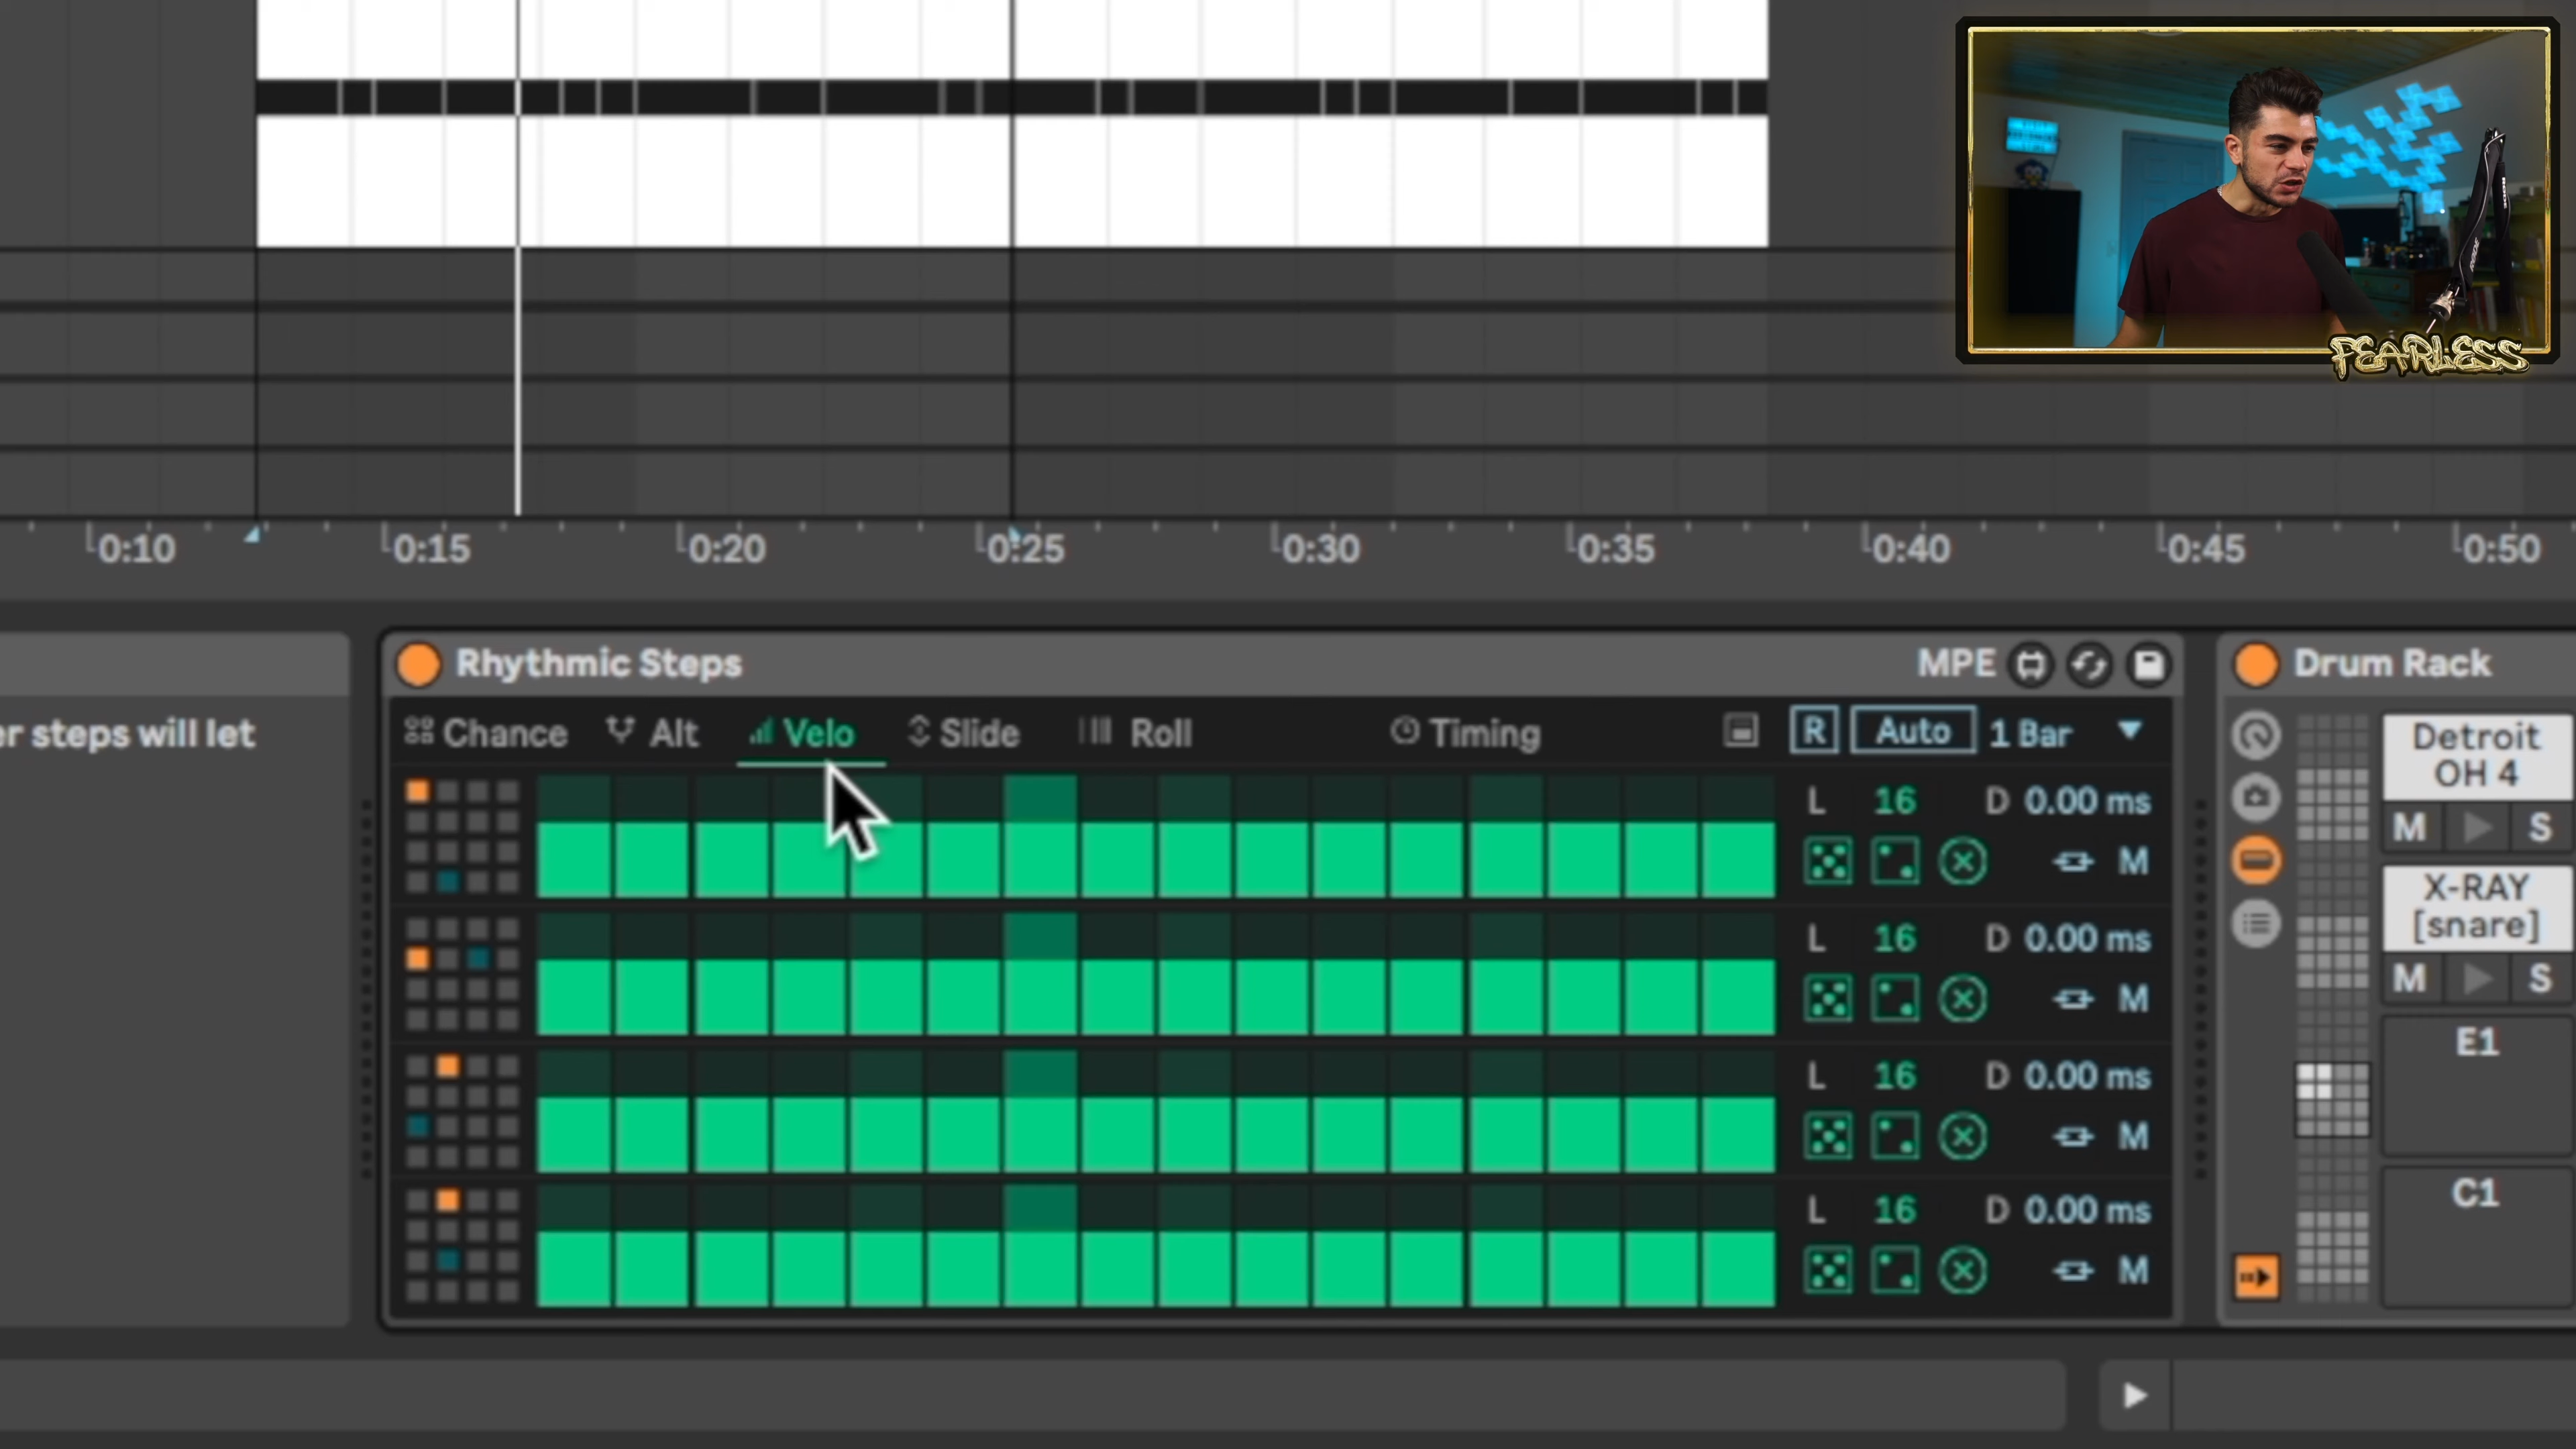 FEARLESS
0:10
0:15
0:20
0:25
0:30
0:35
0:40
0:45
0:50
er steps will let
Rhythmic Steps
MPE
Chance
Alt
Velo
Slide
Roll
Timing
R
Auto
1 Bar
L 16 D 0.00 ms
M
L 16 D 0.00 ms
M
L 16 D 0.00 ms
M
L 16 D 0.00 ms
M
Drum Rack
Detroit
OH 4
M S
X-RAY
[snare]
M S
E1
C1